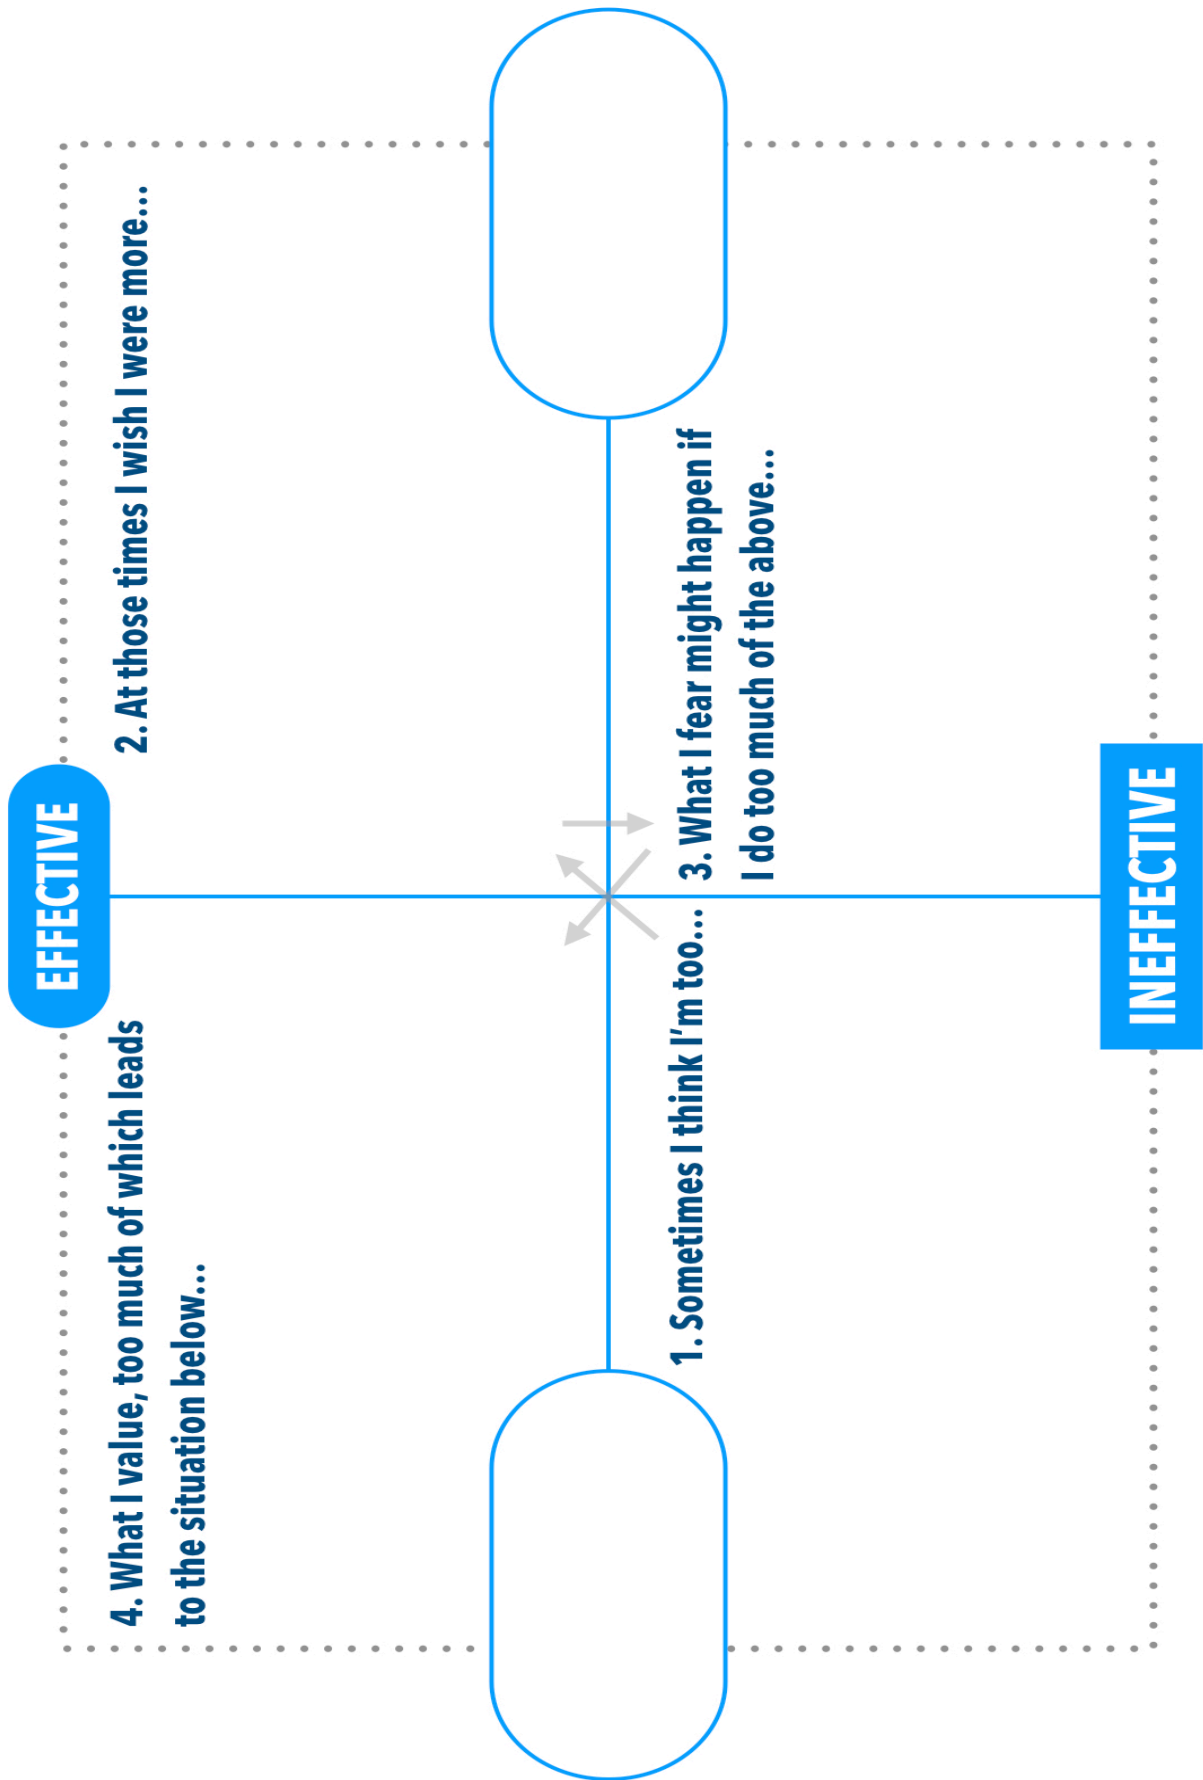 EFFECTIVE
4. What I value, too much of which leads
to the situation below...
2. At those times I wish I were more...
1. Sometimes I think I'm too...
3. What I fear might happen if
I do too much of the above...
INEFFECTIVE